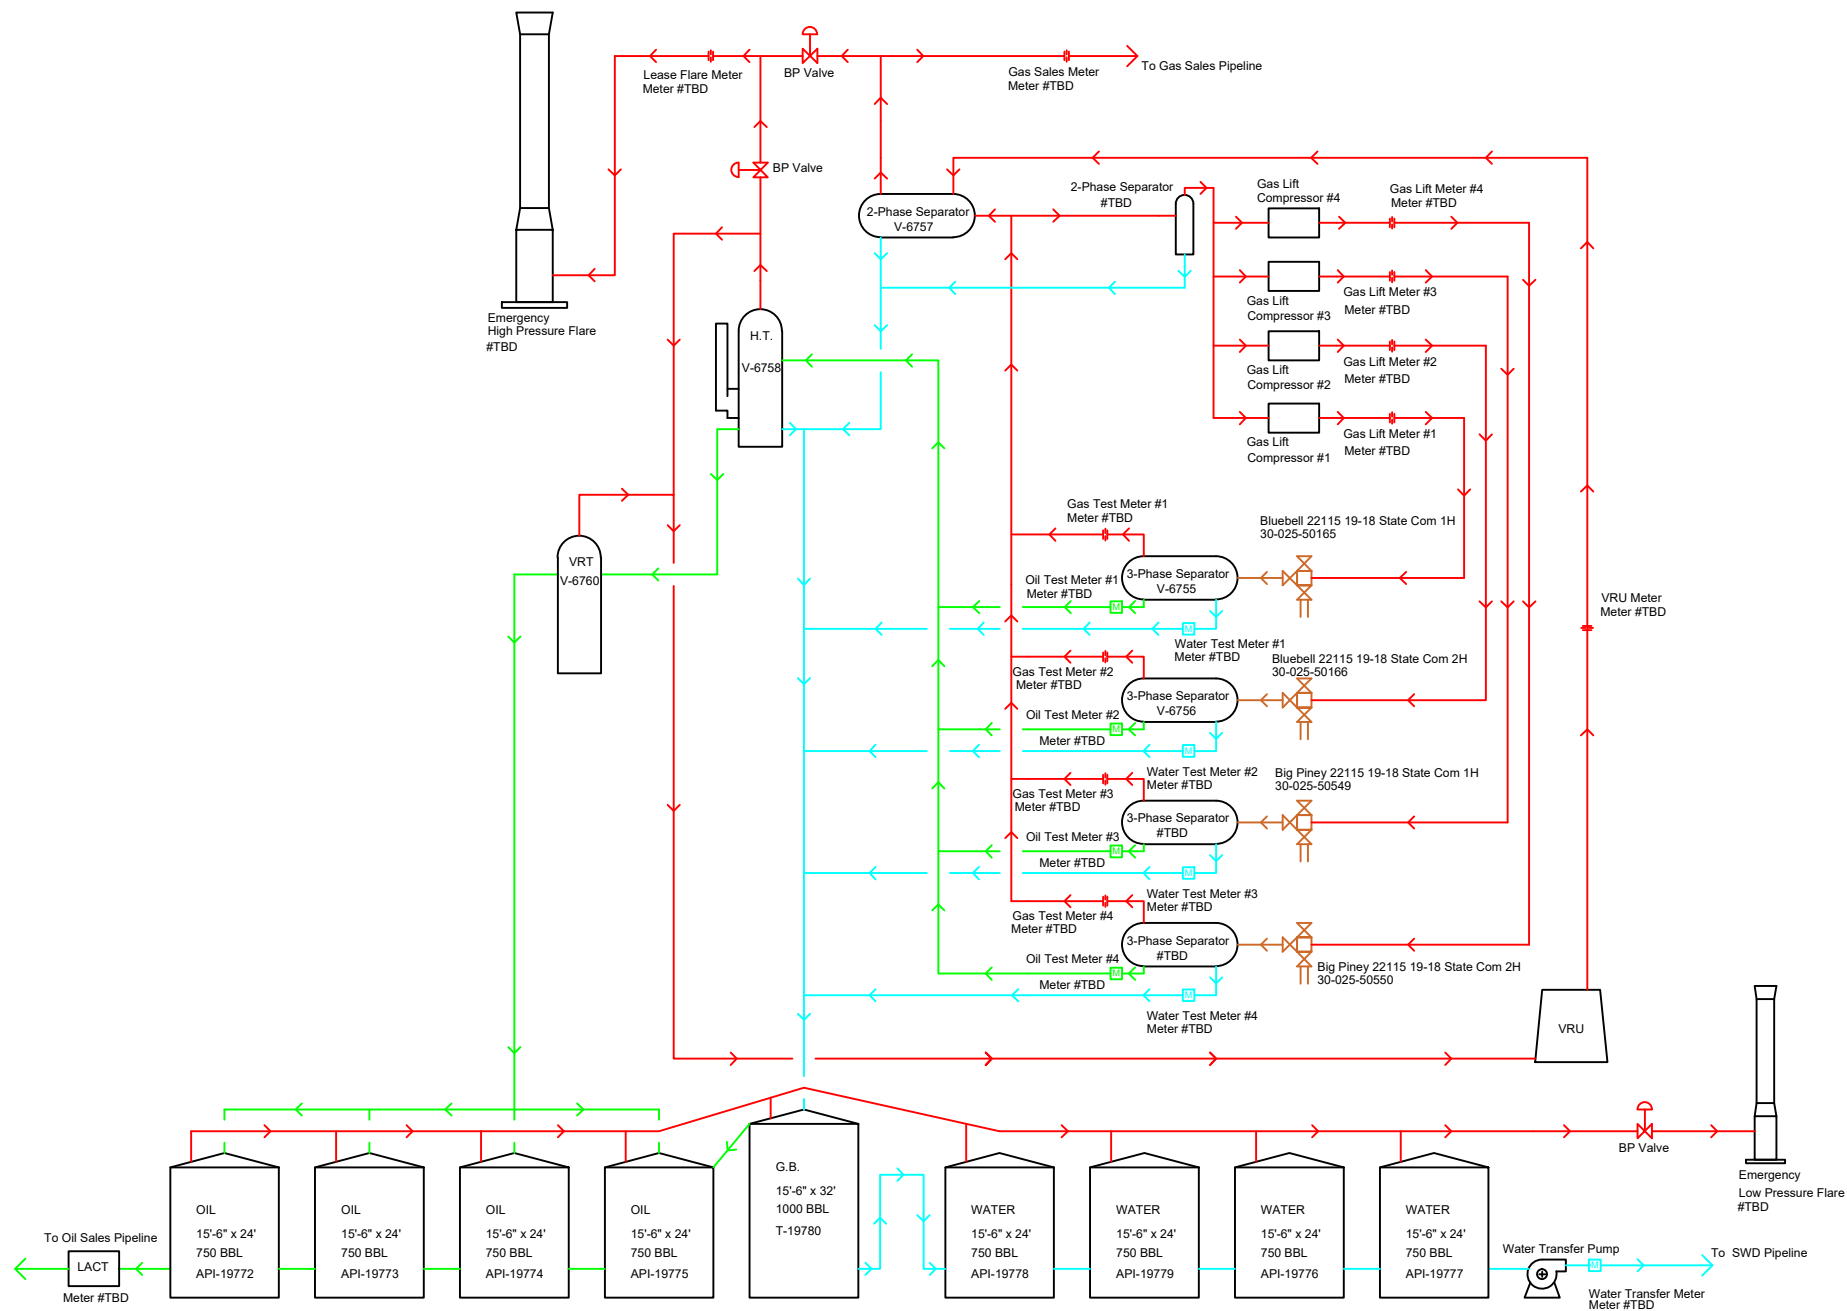 Lease Flare Meter
Meter #TBD
BP Valve
Gas Sales Meter
Meter #TBD
To Gas Sales Pipeline
BP Valve
2-Phase Separator
V-6757
2-Phase Separator
#TBD
Gas Lift
Compressor #4
Gas Lift Meter #4
Meter #TBD
Gas Lift
Compressor #3
Gas Lift Meter #3
Meter #TBD
Gas Lift
Compressor #2
Gas Lift Meter #2
Meter #TBD
Gas Lift
Compressor #1
Gas Lift Meter #1
Meter #TBD
Emergency
High Pressure Flare
#TBD
H.T.
V-6758
VRT
V-6760
Gas Test Meter #1
Meter #TBD
Bluebell 22115 19-18 State Com 1H
30-025-50165
3-Phase Separator
V-6755
Oil Test Meter #1
Meter #TBD
M
M
Water Test Meter #1
Meter #TBD
VRU Meter
Meter #TBD
Bluebell 22115 19-18 State Com 2H
30-025-50166
Gas Test Meter #2
Meter #TBD
3-Phase Separator
V-6756
Oil Test Meter #2
Meter #TBD
M
M
Water Test Meter #2
Meter #TBD
Big Piney 22115 19-18 State Com 1H
30-025-50549
Gas Test Meter #3
Meter #TBD
3-Phase Separator
#TBD
Oil Test Meter #3
Meter #TBD
M
M
Water Test Meter #3
Meter #TBD
Gas Test Meter #4
Meter #TBD
3-Phase Separator
#TBD
Oil Test Meter #4
Meter #TBD
M
M
Big Piney 22115 19-18 State Com 2H
30-025-50550
Water Test Meter #4
Meter #TBD
VRU
BP Valve
Emergency
Low Pressure Flare
#TBD
To Oil Sales Pipeline
LACT
Meter #TBD
OIL
15'-6" x 24'
750 BBL
API-19772
OIL
15'-6" x 24'
750 BBL
API-19773
OIL
15'-6" x 24'
750 BBL
API-19774
OIL
15'-6" x 24'
750 BBL
API-19775
G.B.
15'-6" x 32'
1000 BBL
T-19780
WATER
15'-6" x 24'
750 BBL
API-19778
WATER
15'-6" x 24'
750 BBL
API-19779
WATER
15'-6" x 24'
750 BBL
API-19776
WATER
15'-6" x 24'
750 BBL
API-19777
Water Transfer Pump
M
To SWD Pipeline
Water Transfer Meter
Meter #TBD